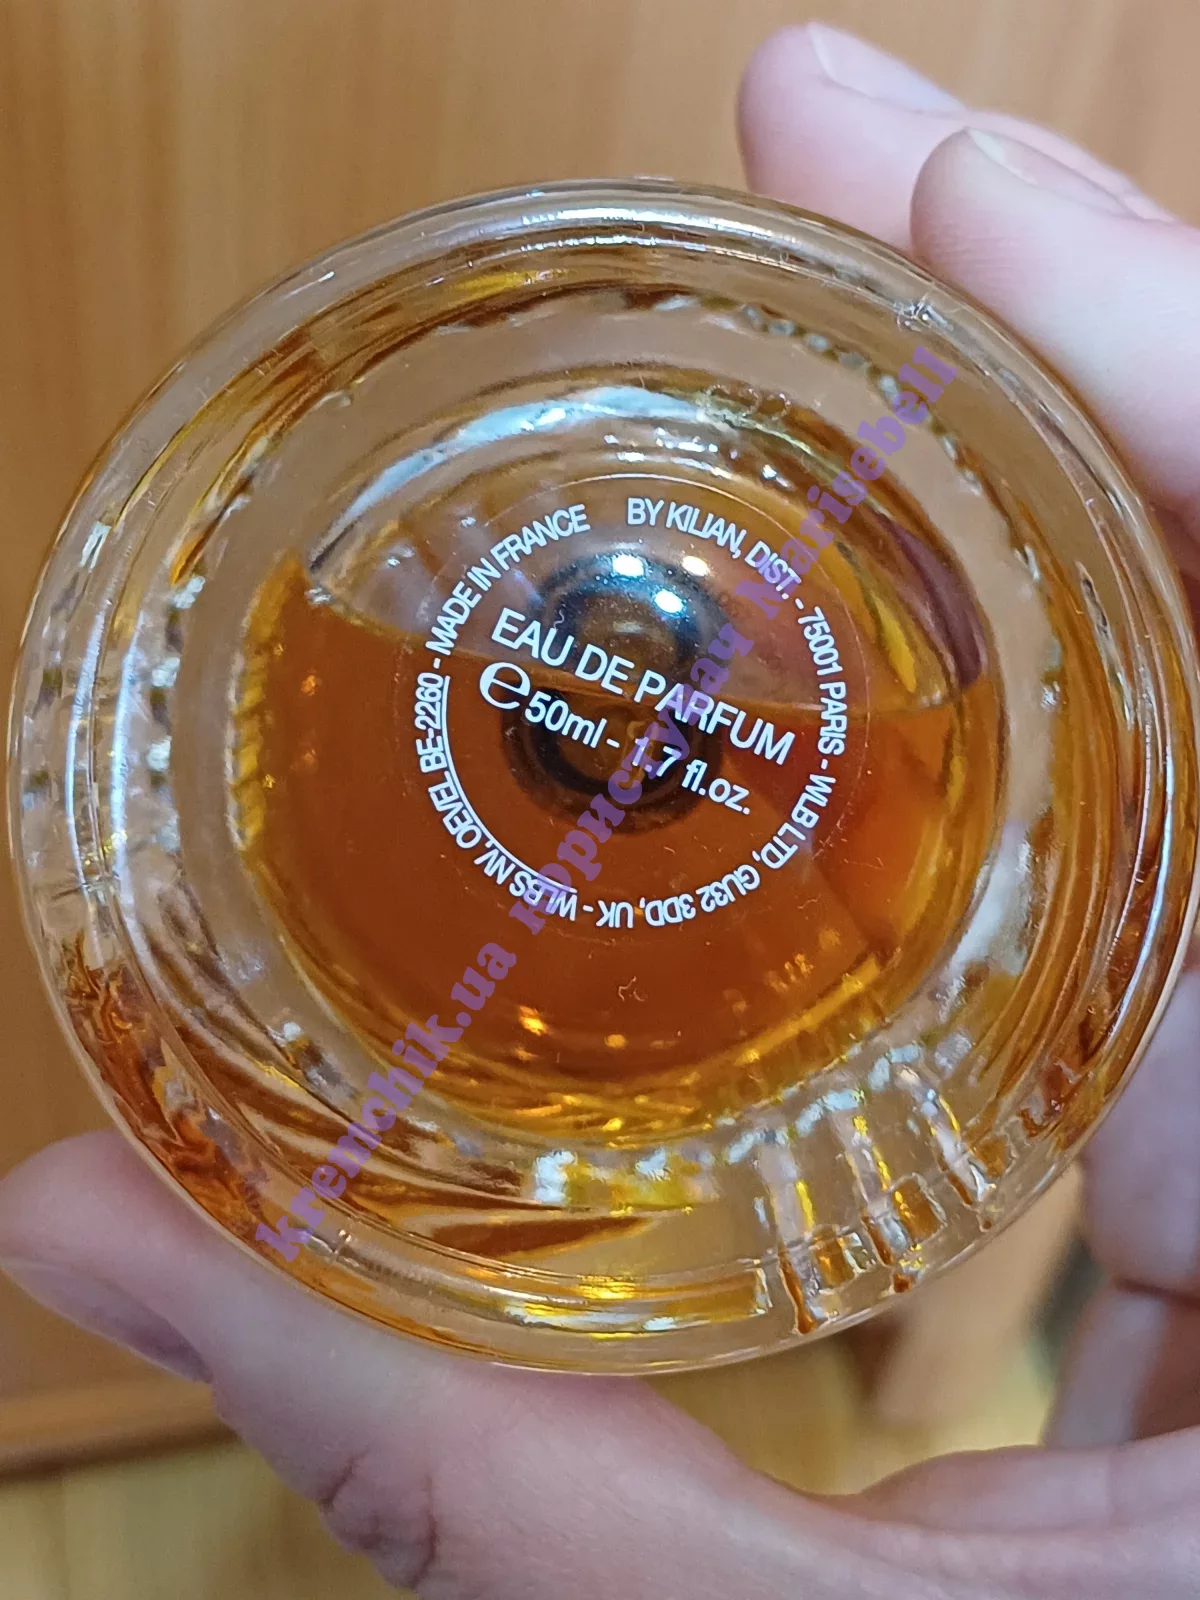 BY KILIAN, DIST. - 75001 PARIS - WLB LTD, GU32 3DD, UK - WLBS NV, OEVEL BE-2260 - MADE IN FRANCE
EAU DE PARFUM
℮50ml - 1.7 fl.oz.
kremchik.ua користувач Marisebell